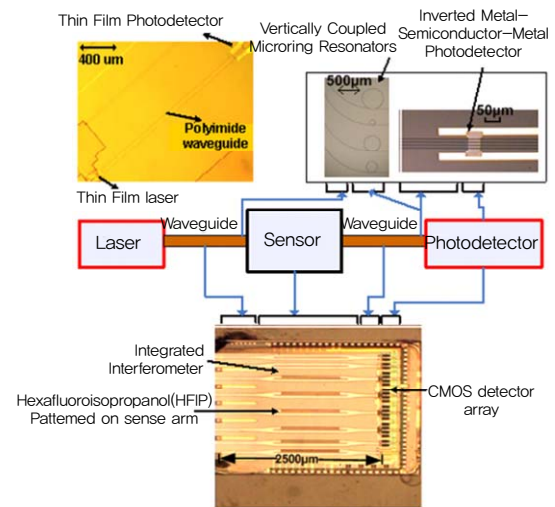 Thin Film Photodetector
400 um
Polyimide
waveguide
Thin Film laser
Vertically Coupled
Microring Resonators
Inverted Metal-
Semiconductor-Metal
Photodetector
500μm
50μm
Laser
Waveguide
Sensor
Waveguide
Photodetector
Integrated
Interferometer
Hexafluoroisopropanol(HFIP)
Patterned on sense arm
CMOS detector
array
2500μm